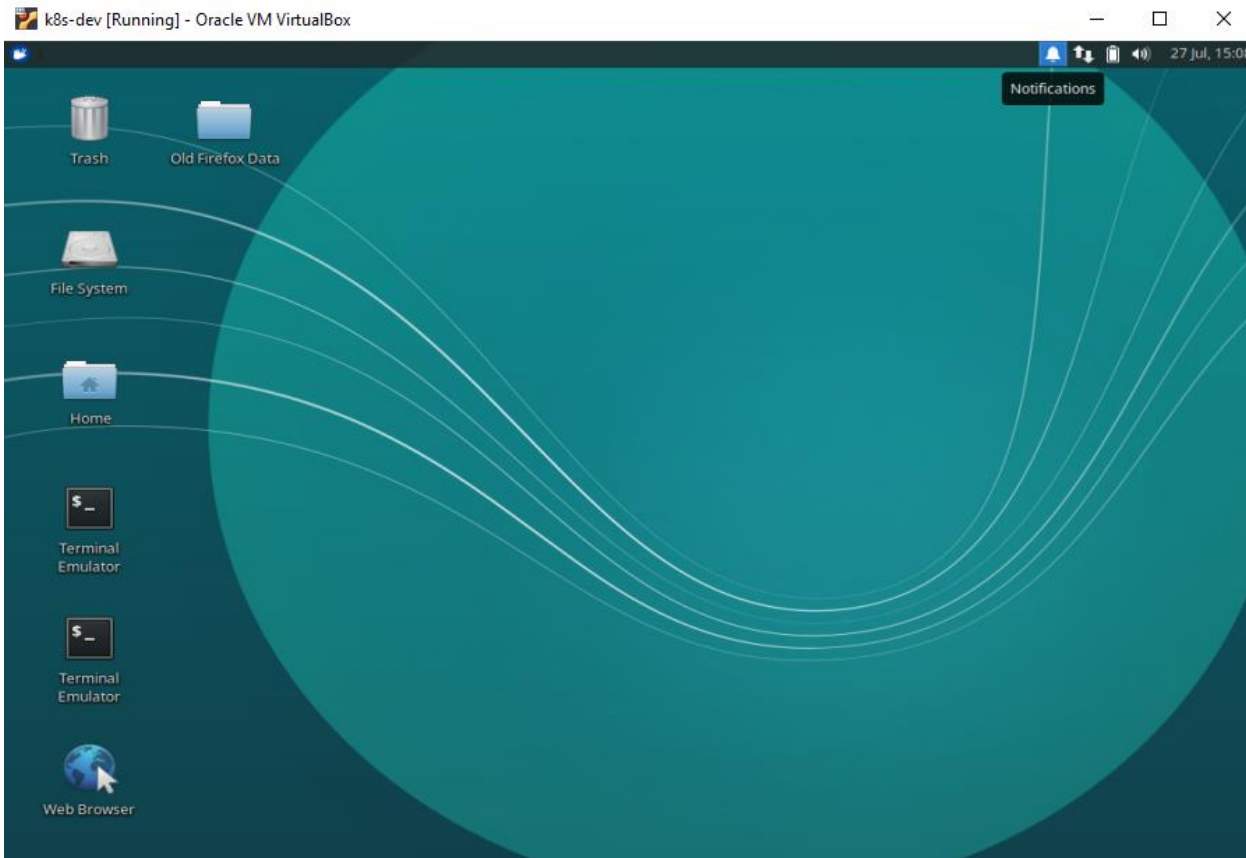 k8s-dev [Running] - Oracle VM VirtualBox
27 Jul, 15:08
Notifications
Trash
Old Firefox Data
File System
Home
$_
Terminal
Emulator
$_
Terminal
Emulator
Web Browser